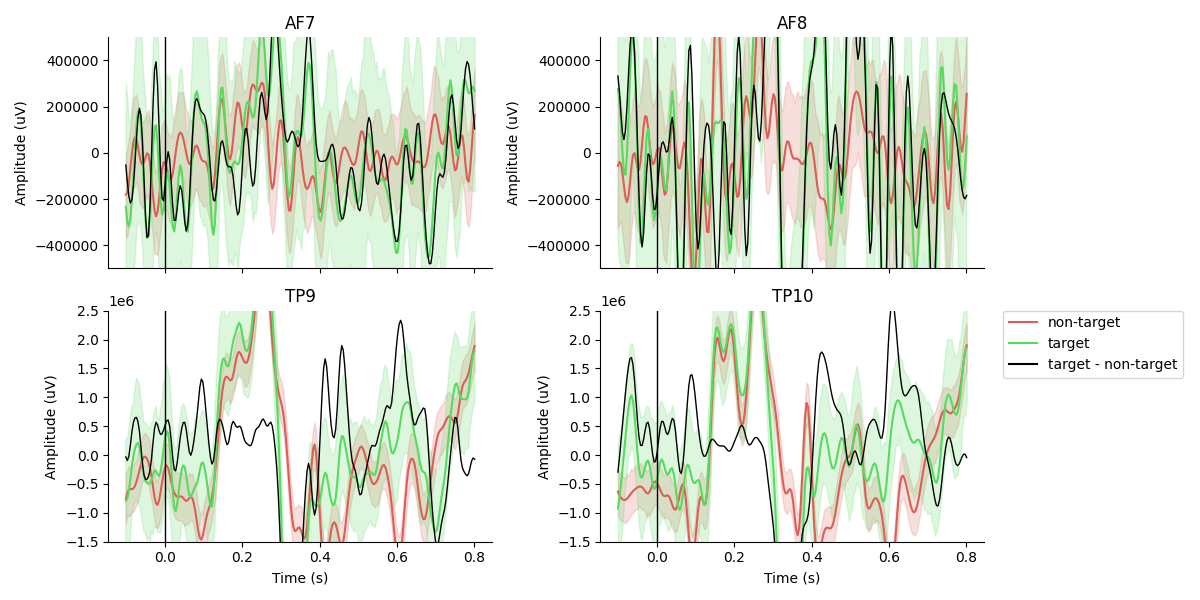 AF7
AF8
Amplitude (uV)
400000
200000
0
−200000
−400000
Amplitude (uV)
400000
200000
0
−200000
−400000
TP9
TP10
1e6
Amplitude (uV)
2.5
2.0
1.5
1.0
0.5
0.0
−0.5
−1.0
−1.5
0.0 0.2 0.4 0.6 0.8
Time (s)
1e6
Amplitude (uV)
2.5
2.0
1.5
1.0
0.5
0.0
−0.5
−1.0
−1.5
0.0 0.2 0.4 0.6 0.8
Time (s)
non-target
target
target - non-target